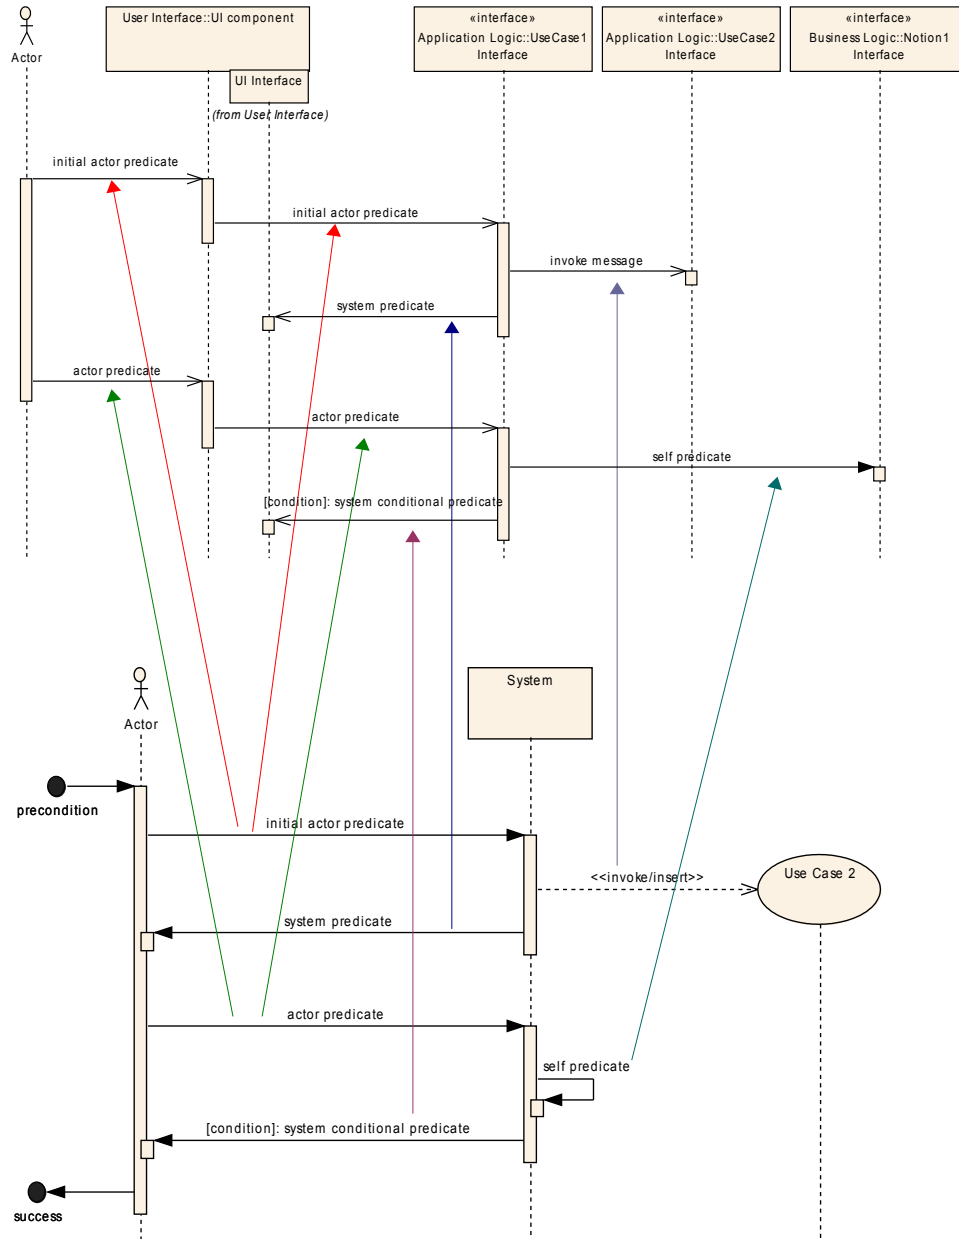 User Interface::UI component
«interface»
Application Logic::UseCase1
Interface
«interface»
Application Logic::UseCase2
Interface
«interface»
Business Logic::Notion1
Interface
Actor
UI Interface
(from User Interface)
initial actor predicate
initial actor predicate
invoke message
system predicate
actor predicate
actor predicate
self predicate
[condition]: system conditional predicate
Actor
System
precondition
initial actor predicate
<<invoke/insert>>
Use Case 2
system predicate
actor predicate
self predicate
[condition]: system conditional predicate
success